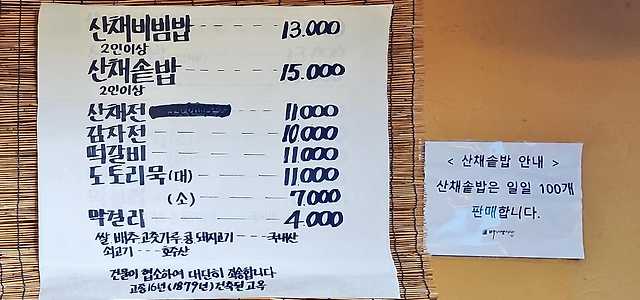 산채비빔밥 13.000
2인이상
산채솥밥 15.000
2인이상
산채전 11000
감자전 10.000
떡갈비 11000
도토리묵(대) 11000
(소) 7.000
막걸리 4.000
쌀 배추 고춧가루 콩 돼지고기 국내산
쇠고기 호주산
건물이 협소하여 대단히 죄송합니다
고종16년(1879년) 건축된 고옥
< 산채솥밥 안내 >
산채솥밥은 일일 100개
판매합니다.